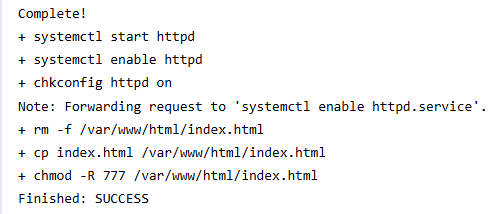 Complete!
+ systemctl start httpd
+ systemctl enable httpd
+ chkconfig httpd on
Note: Forwarding request to 'systemctl enable httpd.service'.
+ rm -f /var/www/html/index.html
+ cp index.html /var/www/html/index.html
+ chmod -R 777 /var/www/html/index.html
Finished: SUCCESS